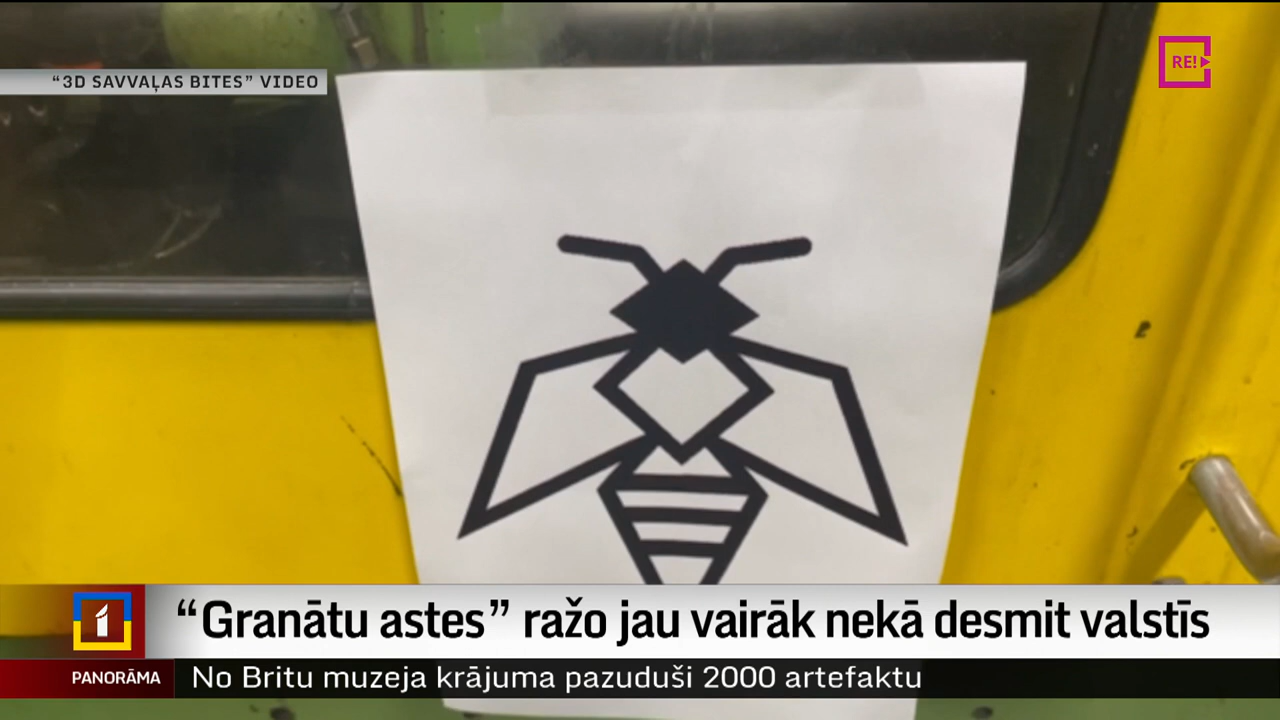 “3D SAVVAĻAS BITES” VIDEO
RE!
1
“Granātu astes” ražo jau vairāk nekā desmit valstīs
PANORĀMA
No Britu muzeja krājuma pazuduši 2000 artefaktu